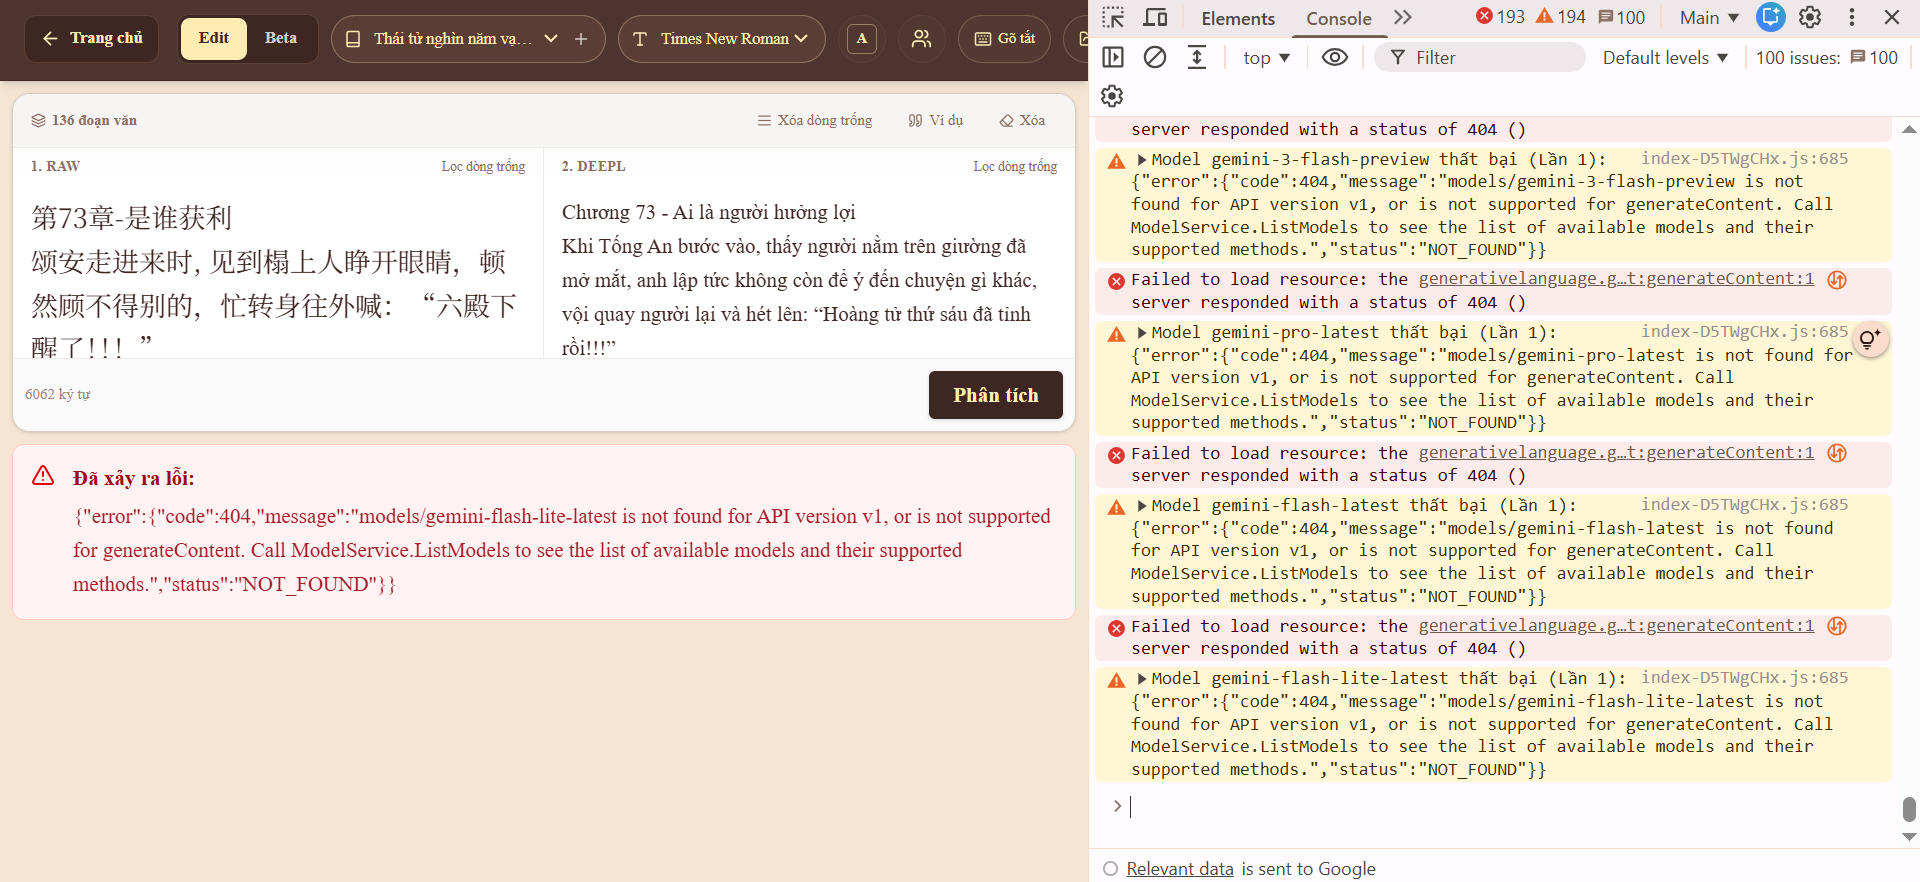 Trang chủ
Edit
Beta
Thái tử nghìn năm vạ...
Times New Roman
A
Gõ tắt
136 đoạn văn
Xóa dòng trống
Ví dụ
Xóa
1. RAW
Lọc dòng trống
第73章-是谁获利
颂安走进来时,见到榻上人睁开眼睛，顿
然顾不得别的，忙转身往外喊：“六殿下
醒了!！！”
2. DEEPL
Lọc dòng trống
Chương 73 - Ai là người hưởng lợi
Khi Tống An bước vào, thấy người nằm trên giường đã
mở mắt, anh lập tức không còn để ý đến chuyện gì khác,
vội quay người lại và hét lên: “Hoàng tử thứ sáu đã tỉnh
rồi!!!”
6062 ký tự
Phân tích
Đã xảy ra lỗi:
{"error":{"code":404,"message":"models/gemini-flash-lite-latest is not found for API version v1, or is not supported
for generateContent. Call ModelService.ListModels to see the list of available models and their supported
methods.","status":"NOT_FOUND"}}
Elements
Console
193
194
100
Main
top
Filter
Default levels
100 issues:
100
server responded with a status of 404 ()
Model gemini-3-flash-preview thất bại (Lần 1): index-D5TWgCHx.js:685
{"error":{"code":404,"message":"models/gemini-3-flash-preview is not
found for API version v1, or is not supported for generateContent. Call
ModelService.ListModels to see the list of available models and their
supported methods.","status":"NOT_FOUND"}}
Failed to load resource: the generativelanguage.g…t:generateContent:1
server responded with a status of 404 ()
Model gemini-pro-latest thất bại (Lần 1): index-D5TWgCHx.js:685
{"error":{"code":404,"message":"models/gemini-pro-latest is not found for
API version v1, or is not supported for generateContent. Call
ModelService.ListModels to see the list of available models and their
supported methods.","status":"NOT_FOUND"}}
Failed to load resource: the generativelanguage.g…t:generateContent:1
server responded with a status of 404 ()
Model gemini-flash-latest thất bại (Lần 1): index-D5TWgCHx.js:685
{"error":{"code":404,"message":"models/gemini-flash-latest is not found
for API version v1, or is not supported for generateContent. Call
ModelService.ListModels to see the list of available models and their
supported methods.","status":"NOT_FOUND"}}
Failed to load resource: the generativelanguage.g…t:generateContent:1
server responded with a status of 404 ()
Model gemini-flash-lite-latest thất bại (Lần 1): index-D5TWgCHx.js:685
{"error":{"code":404,"message":"models/gemini-flash-lite-latest is not
found for API version v1, or is not supported for generateContent. Call
ModelService.ListModels to see the list of available models and their
supported methods.","status":"NOT_FOUND"}}
Relevant data is sent to Google